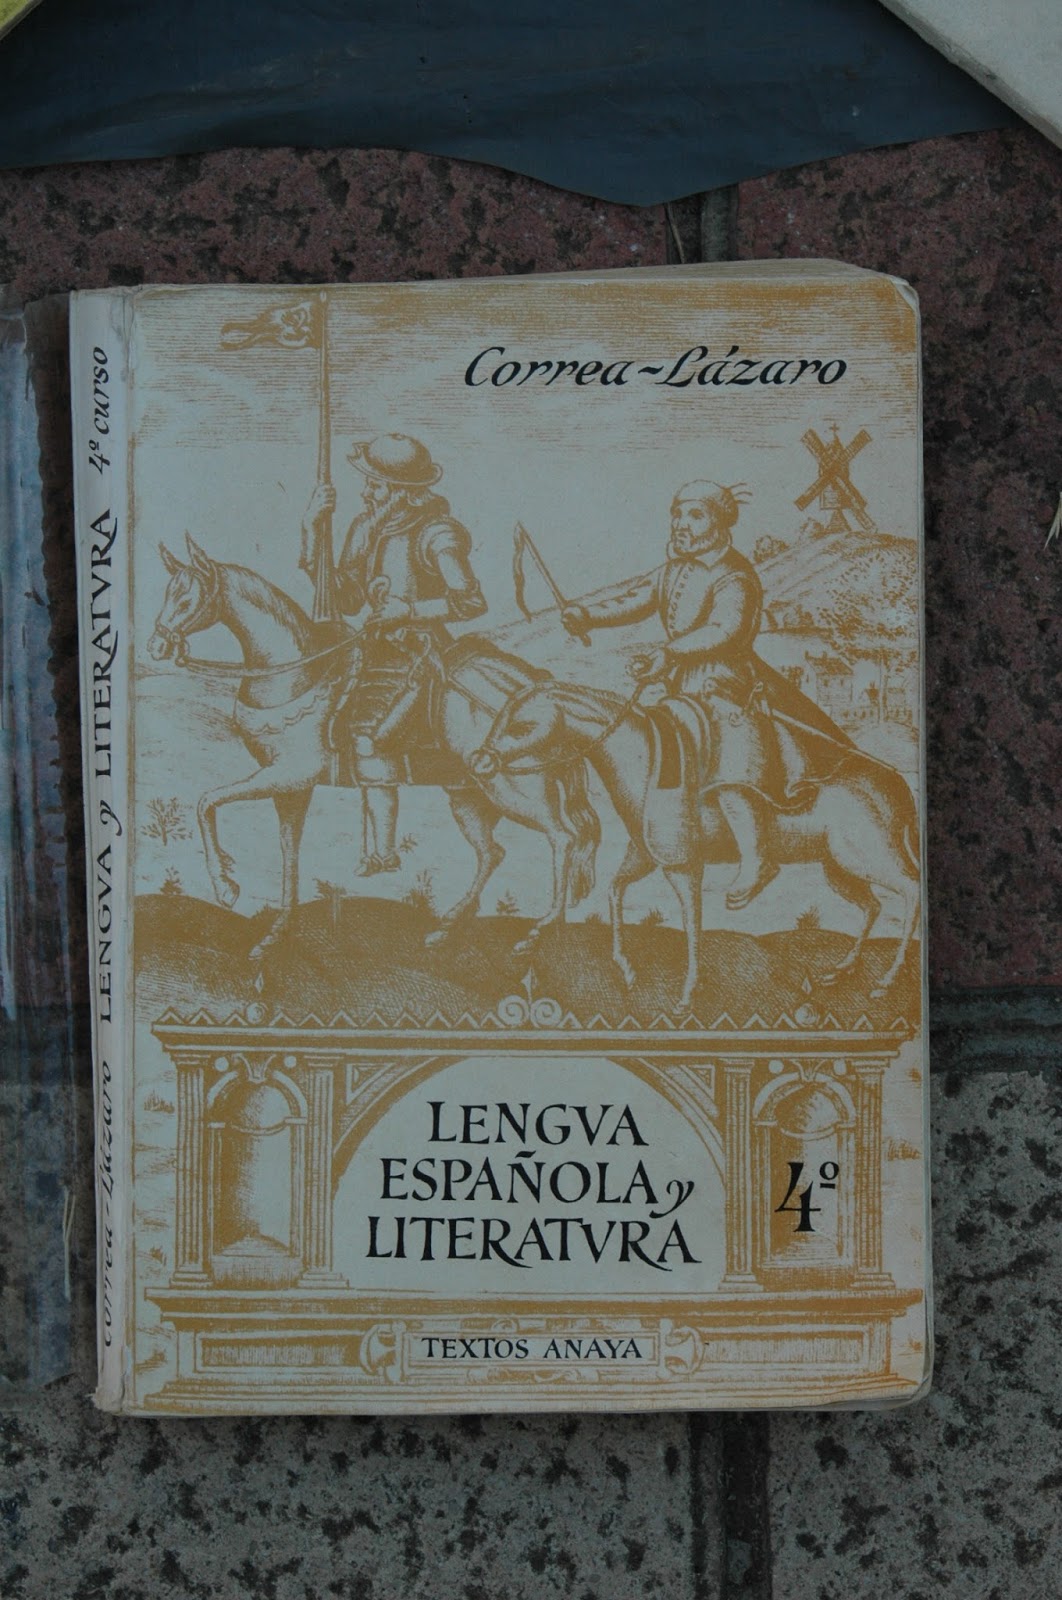 Correa~Lázaro
LENGVA
ESPAÑOLA y
LITERATVRA
4º
TEXTOS ANAYA
Correa-Lázaro LENGVA y LITERATVRA 4º curso